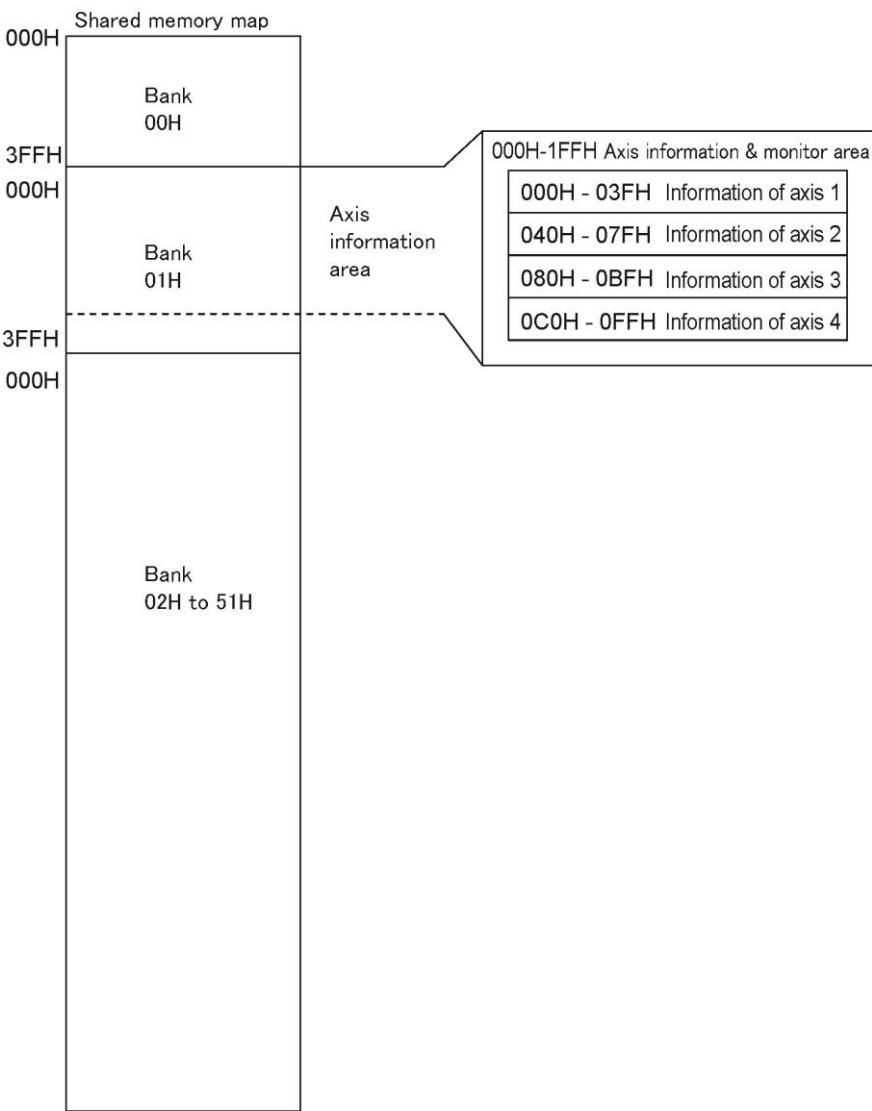 Shared memory map
000H
Bank
00H
3FFH
000H
Bank
01H
Axis
information
area
3FFH
000H
Bank
02H to 51H
000H-1FFH Axis information & monitor area
000H - 03FH Information of axis 1
040H - 07FH Information of axis 2
080H - 0BFH Information of axis 3
0C0H - 0FFH Information of axis 4